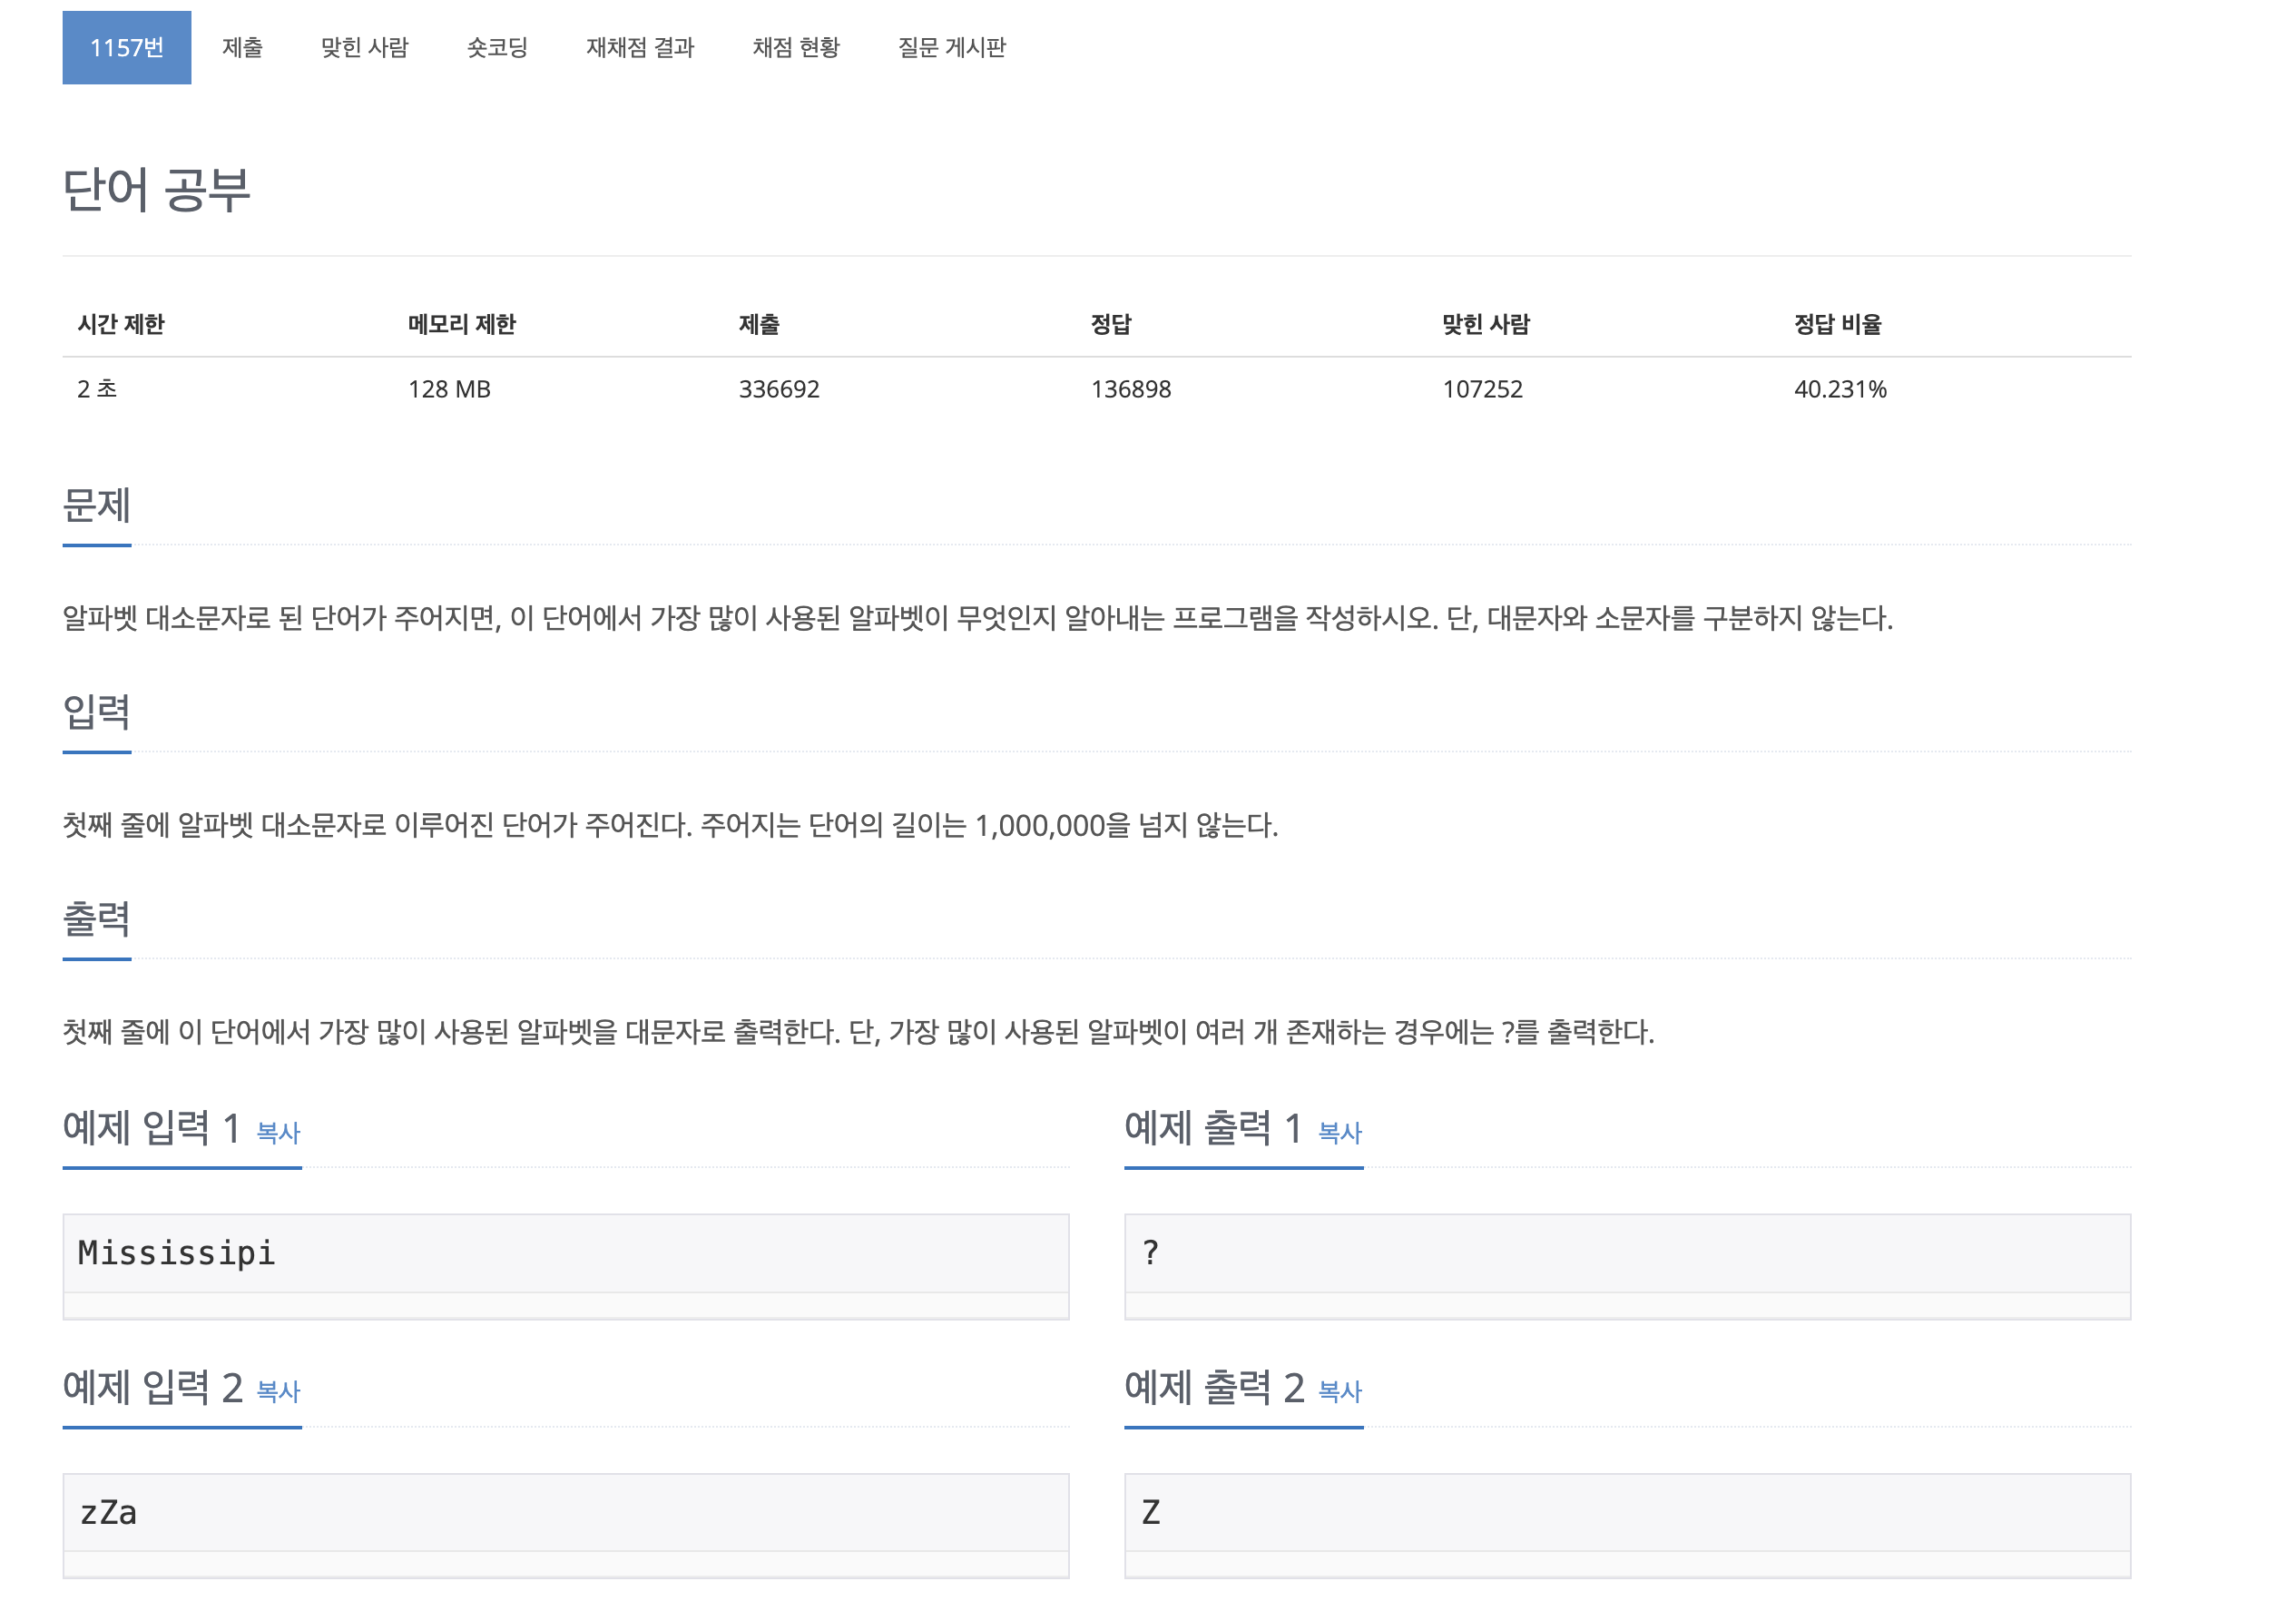 1157번 제출 맞힌 사람 숏코딩 재채점 결과 채점 현황 질문 게시판
단어 공부
시간 제한 메모리 제한 제출 정답 맞힌 사람 정답 비율
2 초 128 MB 336692 136898 107252 40.231%
문제
알파벳 대소문자로 된 단어가 주어지면, 이 단어에서 가장 많이 사용된 알파벳이 무엇인지 알아내는 프로그램을 작성하시오. 단, 대문자와 소문자를 구분하지 않는다.
입력
첫째 줄에 알파벳 대소문자로 이루어진 단어가 주어진다. 주어지는 단어의 길이는 1,000,000을 넘지 않는다.
출력
첫째 줄에 이 단어에서 가장 많이 사용된 알파벳을 대문자로 출력한다. 단, 가장 많이 사용된 알파벳이 여러 개 존재하는 경우에는 ?를 출력한다.
예제 입력 1 복사 예제 출력 1 복사
Mississipi ?
예제 입력 2 복사 예제 출력 2 복사
zZa Z